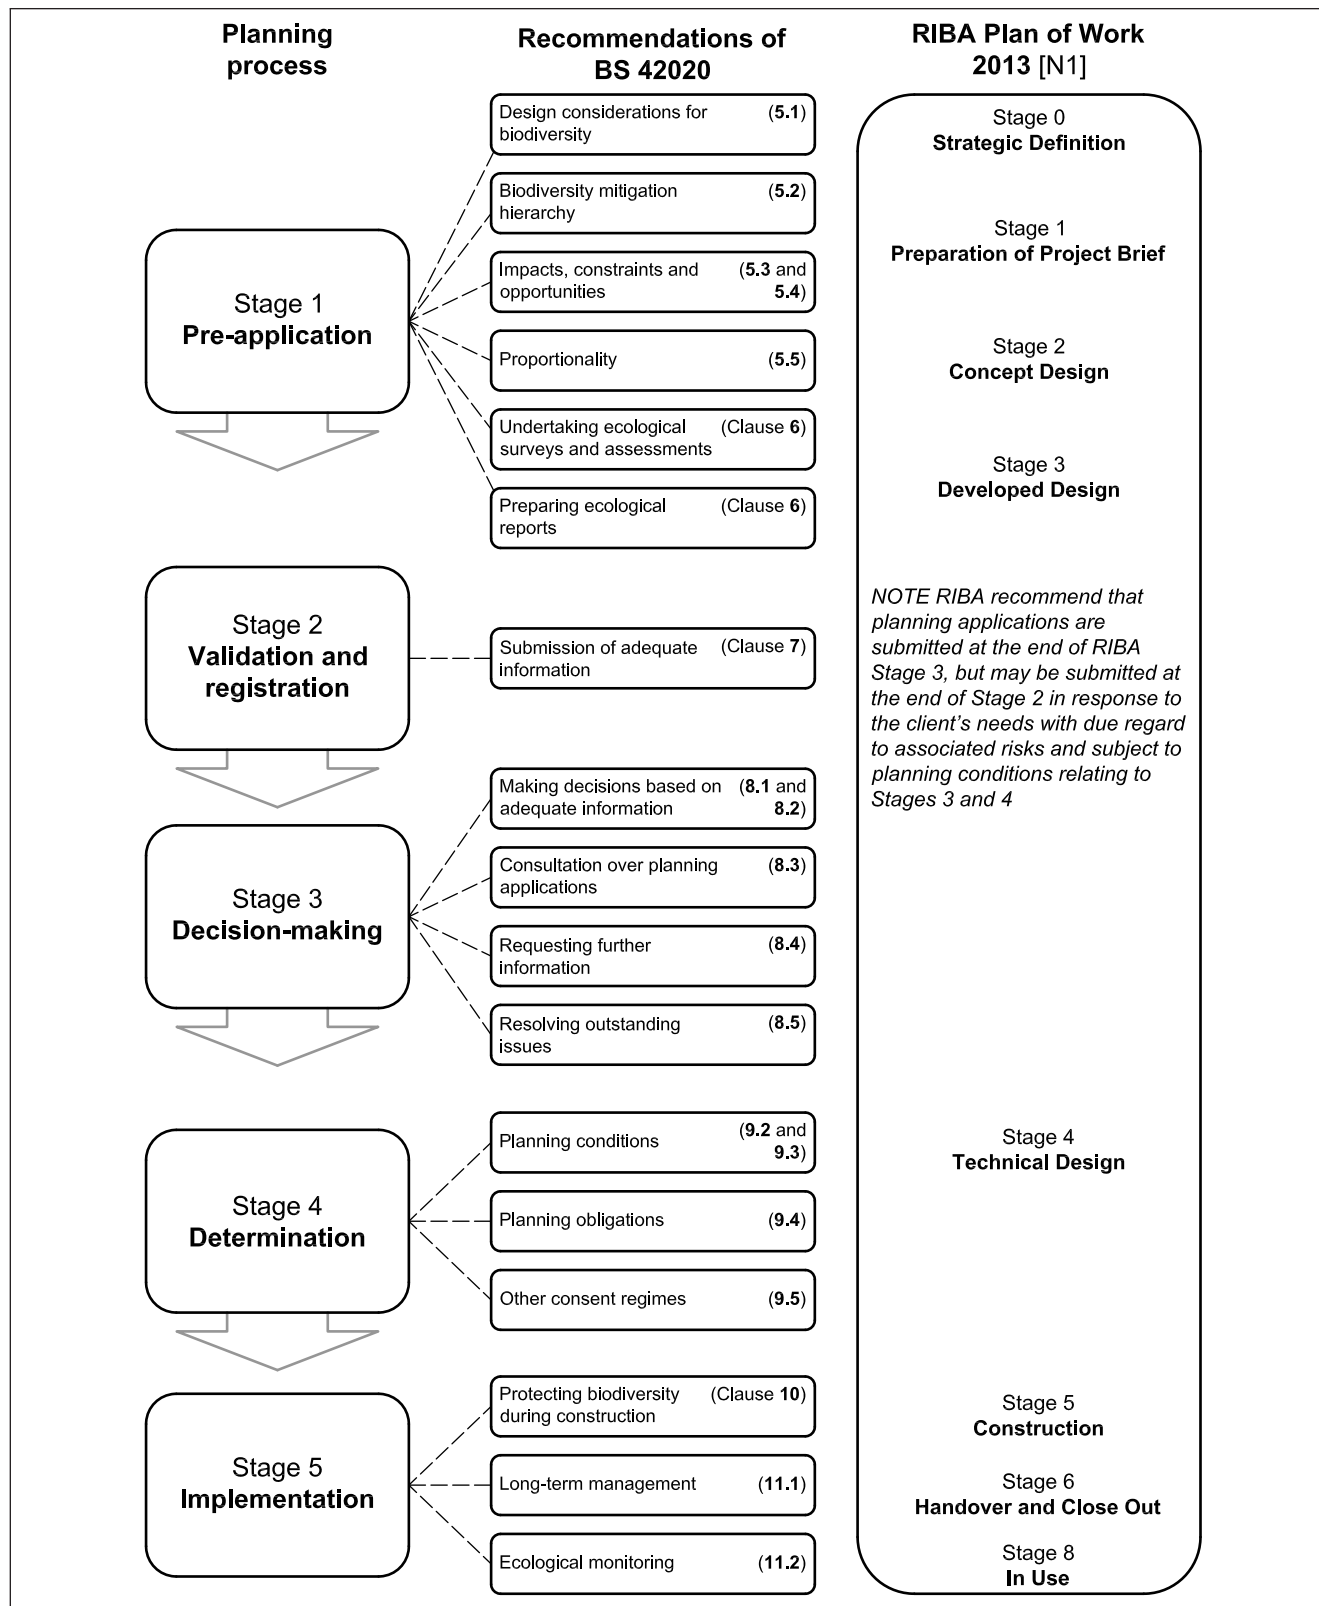 Planning
process
Recommendations of
BS 42020
RIBA Plan of Work
2013 [N1]
Stage 1
Pre-application
Design considerations for (5.1)
biodiversity
Biodiversity mitigation (5.2)
hierarchy
Impacts, constraints and (5.3 and
opportunities 5.4)
Proportionality (5.5)
Undertaking ecological (Clause 6)
surveys and assessments
Preparing ecological (Clause 6)
reports
Stage 2
Validation and
registration
Submission of adequate (Clause 7)
information
Stage 3
Decision-making
Making decisions based on (8.1 and
adequate information 8.2)
Consultation over planning (8.3)
applications
Requesting further (8.4)
information
Resolving outstanding (8.5)
issues
Stage 4
Determination
Planning conditions (9.2 and
9.3)
Planning obligations (9.4)
Other consent regimes (9.5)
Stage 5
Implementation
Protecting biodiversity (Clause 10)
during construction
Long-term management (11.1)
Ecological monitoring (11.2)
Stage 0
Strategic Definition
Stage 1
Preparation of Project Brief
Stage 2
Concept Design
Stage 3
Developed Design
NOTE RIBA recommend that
planning applications are
submitted at the end of RIBA
Stage 3, but may be submitted at
the end of Stage 2 in response to
the client's needs with due regard
to associated risks and subject to
planning conditions relating to
Stages 3 and 4
Stage 4
Technical Design
Stage 5
Construction
Stage 6
Handover and Close Out
Stage 8
In Use